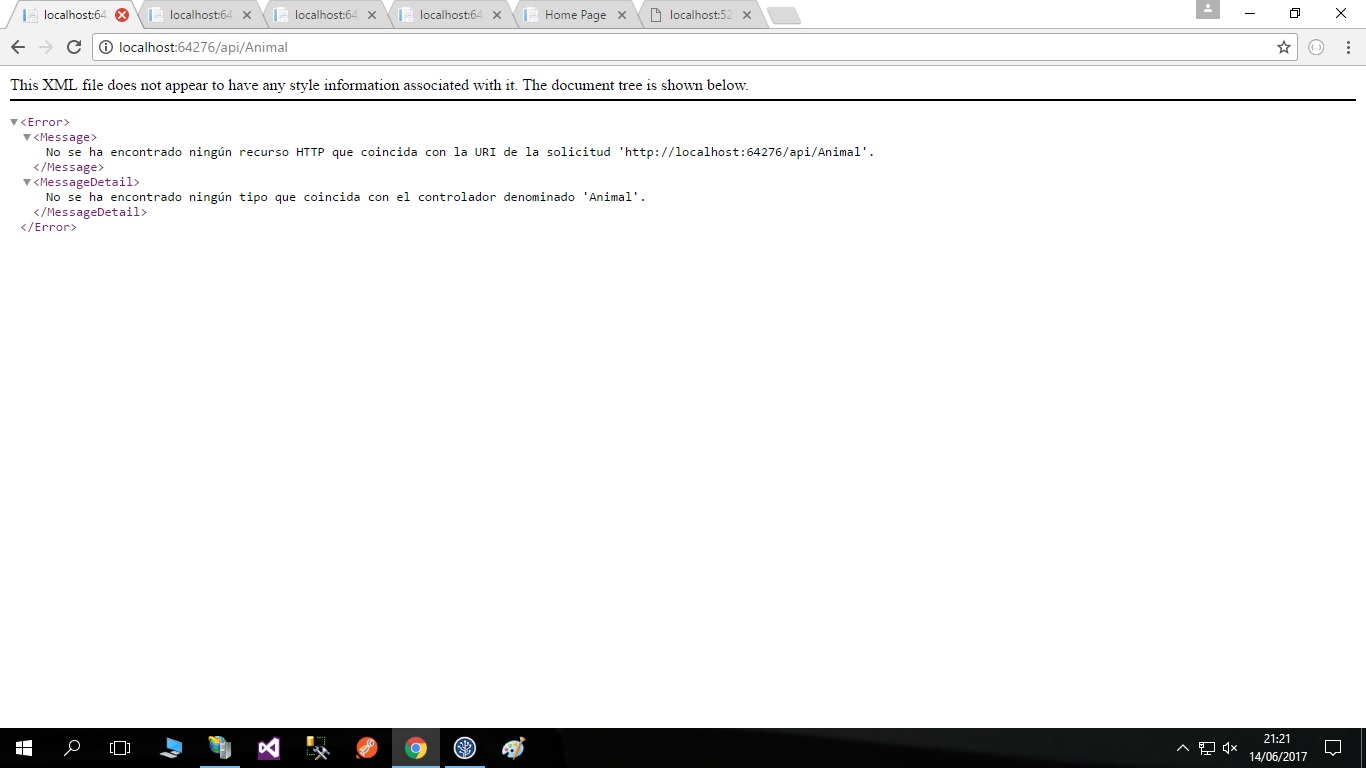 localhost:64
localhost:64
localhost:64
localhost:64
Home Page
localhost:52
localhost:64276/api/Animal
This XML file does not appear to have any style information associated with it. The document tree is shown below.
<Error>
<Message>
No se ha encontrado ningún recurso HTTP que coincida con la URI de la solicitud 'http://localhost:64276/api/Animal'.
</Message>
<MessageDetail>
No se ha encontrado ningún tipo que coincida con el controlador denominado 'Animal'.
</MessageDetail>
</Error>
21:21
14/06/2017